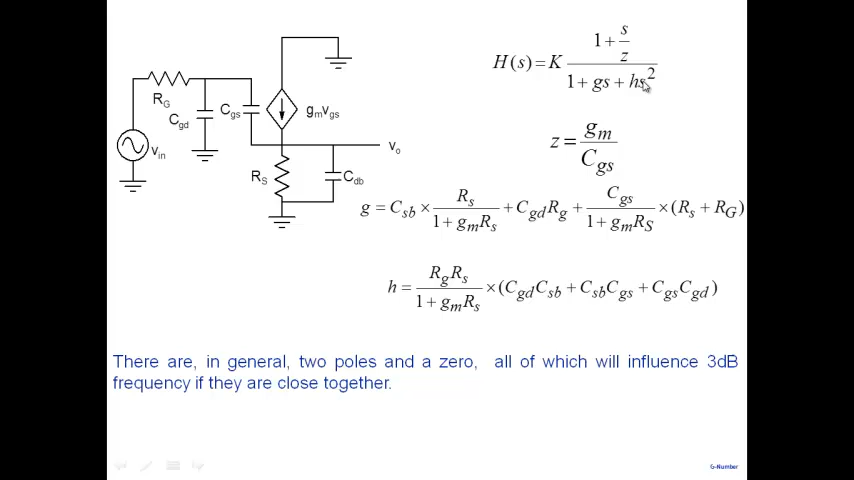 H(s) = K (1 + s/z) / (1 + gs + hs²)
R_G
C_gd
C_gs
g_m v_gs
v_in
v_o
R_S
C_db
z = g_m / C_gs
g = C_sb × R_s / (1 + g_m R_s) + C_gd R_g + C_gs / (1 + g_m R_S) × (R_s + R_G)
h = R_g R_s / (1 + g_m R_s) × (C_gd C_sb + C_sb C_gs + C_gs C_gd)
There are, in general, two poles and a zero, all of which will influence 3dB
frequency if they are close together.
G-Number